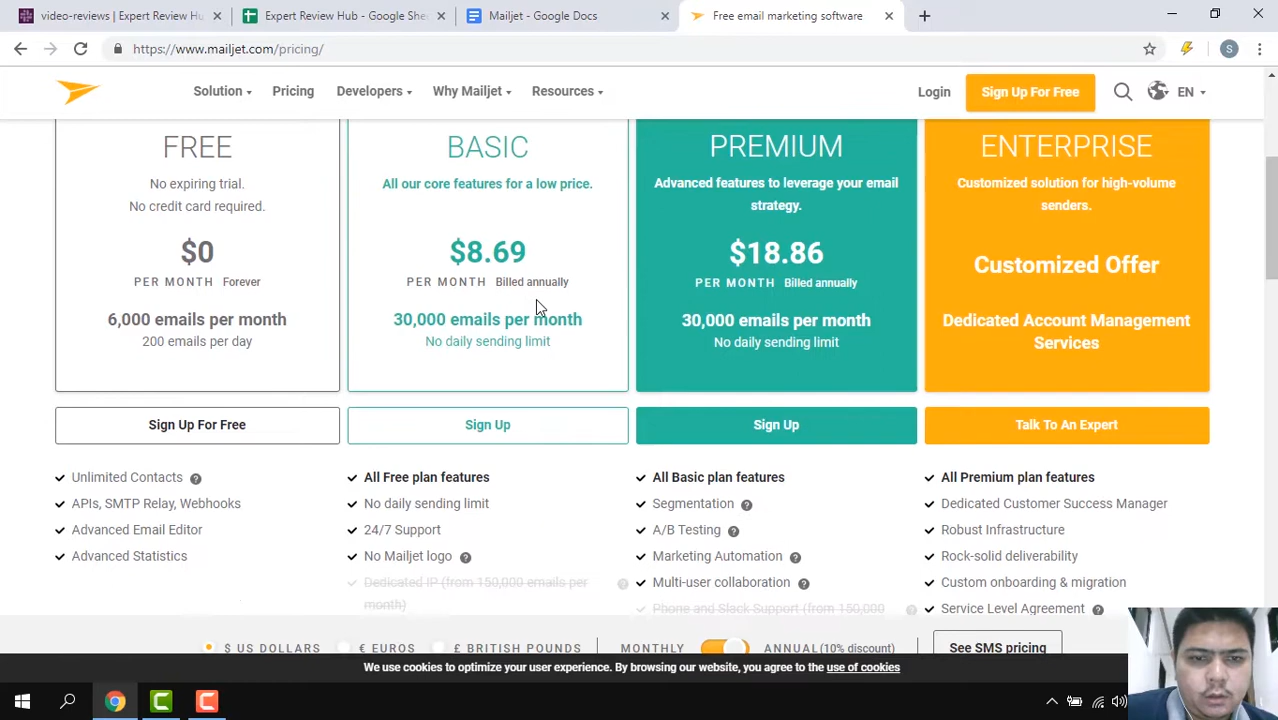 video-reviews | Expert Review Hu
Expert Review Hub - Google She
Mailjet - Google Docs
Free email marketing software
https://www.mailjet.com/pricing/
S
Solution
Pricing
Developers
Why Mailjet
Resources
Login
Sign Up For Free
EN
FREE
No expiring trial.
No credit card required.
$0
PER MONTH Forever
6,000 emails per month
200 emails per day
BASIC
All our core features for a low price.
$8.69
PER MONTH Billed annually
30,000 emails per month
No daily sending limit
PREMIUM
Advanced features to leverage your email
strategy.
$18.86
PER MONTH Billed annually
30,000 emails per month
No daily sending limit
ENTERPRISE
Customized solution for high-volume
senders.
Customized Offer
Dedicated Account Management
Services
Sign Up For Free
Sign Up
Sign Up
Talk To An Expert
Unlimited Contacts ?
APIs, SMTP Relay, Webhooks
Advanced Email Editor
Advanced Statistics
All Free plan features
No daily sending limit
24/7 Support
No Mailjet logo ?
Dedicated IP (from 150,000 emails per ?
month)
All Basic plan features
Segmentation ?
A/B Testing ?
Marketing Automation ?
Multi-user collaboration ?
Phone and Slack Support (from 150,000 ?
All Premium plan features
Dedicated Customer Success Manager
Robust Infrastructure
Rock-solid deliverability
Custom onboarding & migration
Service Level Agreement ?
$ US DOLLARS
€ EUROS
£ BRITISH POUNDS
MONTHLY
ANNUAL (10% discount)
See SMS pricing
We use cookies to optimize your user experience. By browsing our website, you agree to the use of cookies